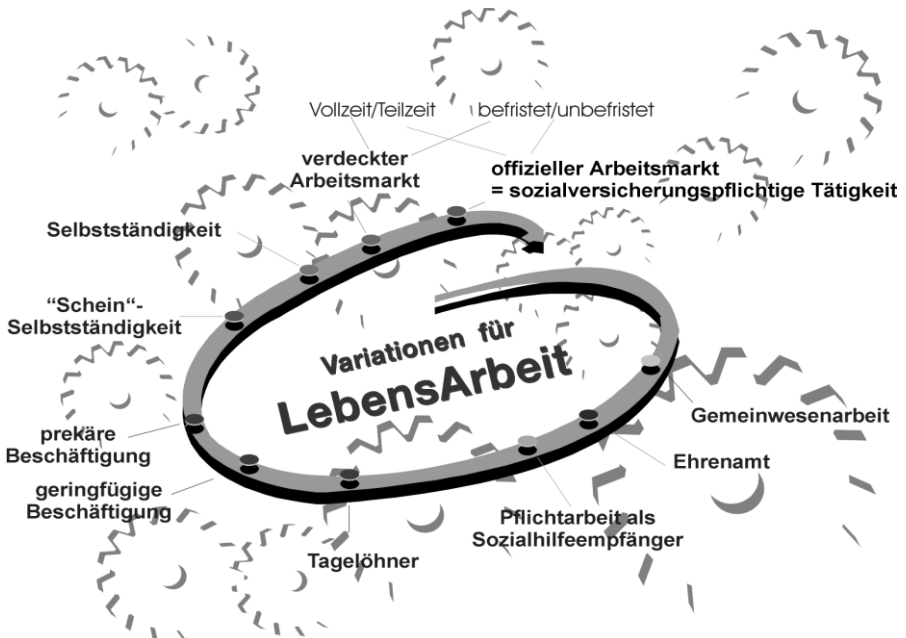 Vollzeit/Teilzeit
befristet/unbefristet
verdeckter
Arbeitsmarkt
offizieller Arbeitsmarkt
= sozialversicherungspflichtige Tätigkeit
Selbstständigkeit
“Schein“-
Selbstständigkeit
Variationen für
LebensArbeit
prekäre
Beschäftigung
geringfügige
Beschäftigung
Tagelöhner
Pflichtarbeit als
Sozialhilfeempfänger
Ehrenamt
Gemeinwesenarbeit